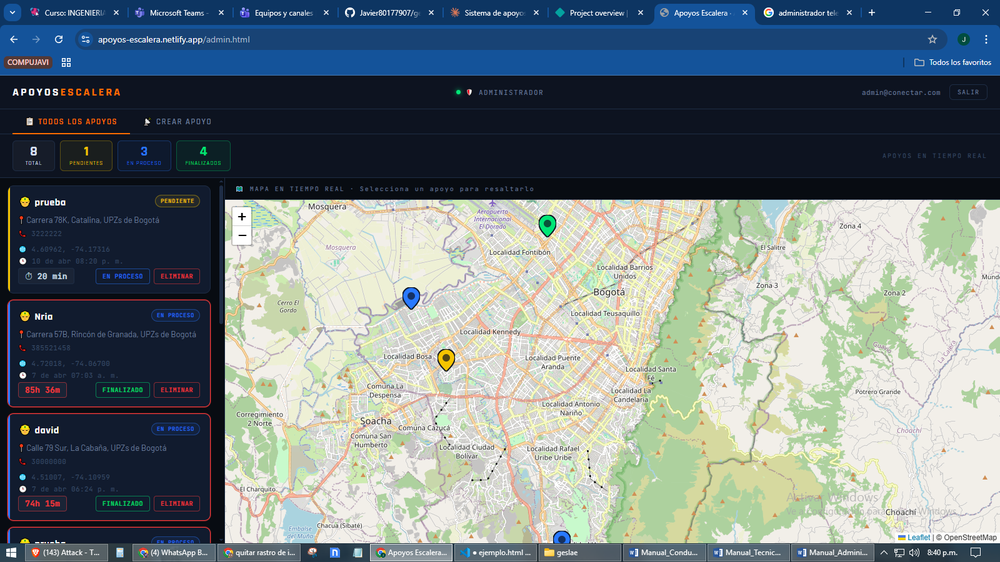 Curso: INGENIERIA
Microsoft Teams -
Equipos y canales
Javier80177907/ge
Sistema de apoyos
Project overview |
Apoyos Escalera -
administrador tele
apoyos-escalera.netlify.app/admin.html
J
COMPUJAVI
Todos los favoritos
APOYOSESCALERA
ADMINISTRADOR
admin@conectar.com
SALIR
TODOS LOS APOYOS
CREAR APOYO
8
TOTAL
1
PENDIENTES
3
EN PROCESO
4
FINALIZADOS
APOYOS EN TIEMPO REAL
MAPA EN TIEMPO REAL · Selecciona un apoyo para resaltarlo
prueba
PENDIENTE
Carrera 78K, Catalina, UPZs de Bogotá
3222222
4.60962, -74.17316
10 de abr 08:20 p. m.
20 min
EN PROCESO
ELIMINAR
Nria
EN PROCESO
Carrera 57B, Rincón de Granada, UPZs de Bogotá
385521458
4.72018, -74.06700
7 de abr 07:03 a. m.
85h 36m
FINALIZADO
ELIMINAR
david
EN PROCESO
Calle 79 Sur, La Cabaña, UPZs de Bogotá
30000000
4.51007, -74.10959
7 de abr 06:24 p. m.
74h 15m
FINALIZADO
ELIMINAR
prueba
EN PROCESO
+
−
Mosquera
Aeropuerto
Internacional
El Dorado
Zona 4
Mosquera
Localidad Fontibón
El Salitre
Localidad Barrios
Unidos
Zona 3
Bogotá
Zona 2
Cerro El
Gordo
Localidad Teusaquillo
Localidad Kennedy
Localidad Bosa
Localidad Puente
Aranda
Localidad Santa
Fé
Guavio
La Calera
Comuna La
Despensa
Localidad La
Candelaria
Potrero Grande
Localidad Antonio
Nariño
Corregimiento
2 Norte
Soacha
Comuna Cazucá
Comuna San
Humberto
Choachí
Localidad Ciudad
Bolívar
Localidad Rafael
Uribe Uribe
El Charquito
Activar Windows
Ve a Configuración para activar Windows.
Choachí
Embalse
del Muña
Chacua (Sibaté)
Leaflet | © OpenStreetMap
(143) Attack - T...
(4) WhatsApp B...
quitar rastro de i...
Apoyos Escalera...
● ejemplo.html ...
geslae
Manual_Condu...
Manual_Tecnic...
Manual_Admini...
8:40 p.m.